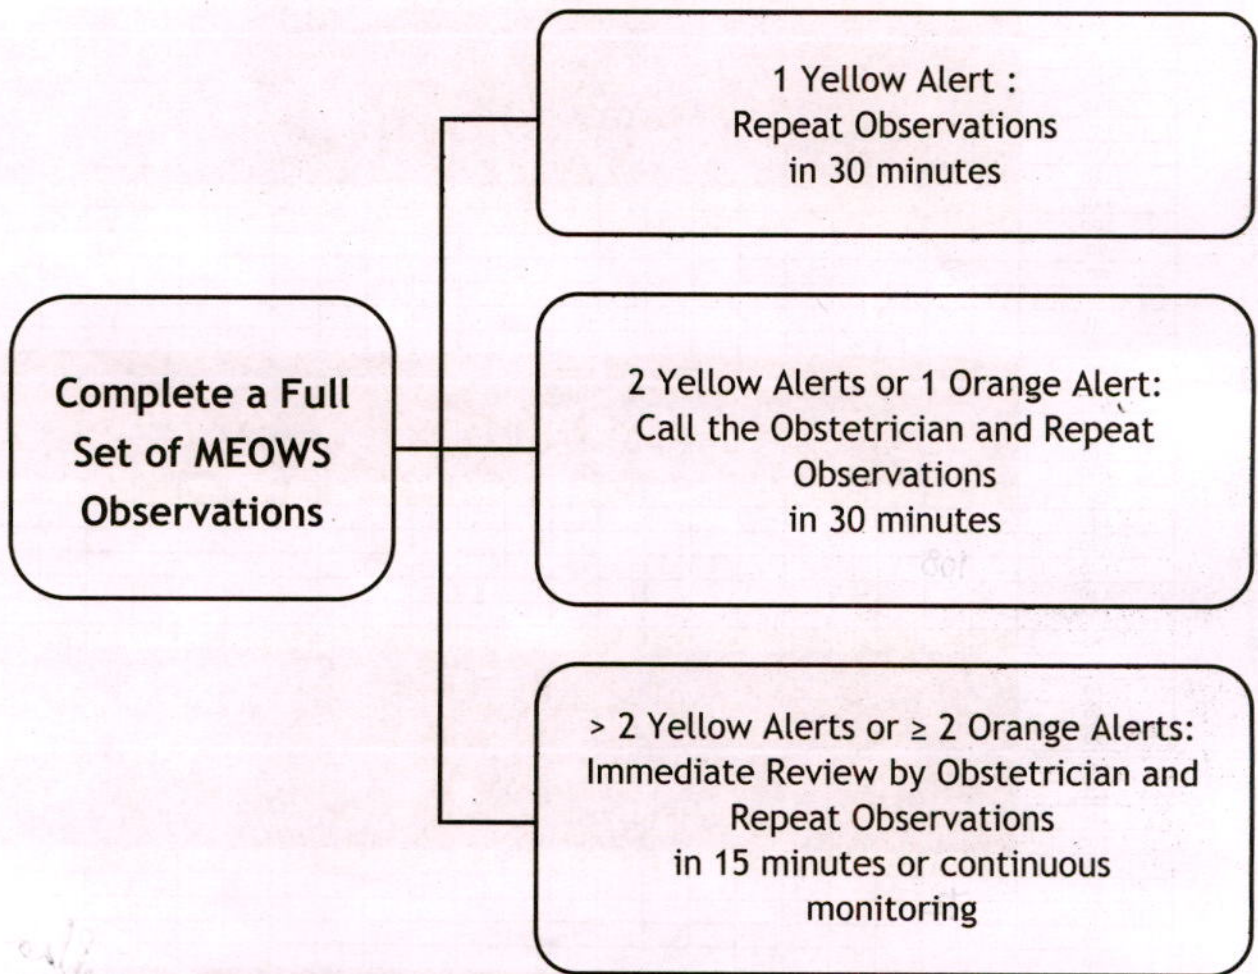 1 Yellow Alert :
Repeat Observations
in 30 minutes
Complete a Full
Set of MEOWS
Observations
2 Yellow Alerts or 1 Orange Alert:
Call the Obstetrician and Repeat
Observations
in 30 minutes
> 2 Yellow Alerts or ≥ 2 Orange Alerts:
Immediate Review by Obstetrician and
Repeat Observations
in 15 minutes or continuous
monitoring